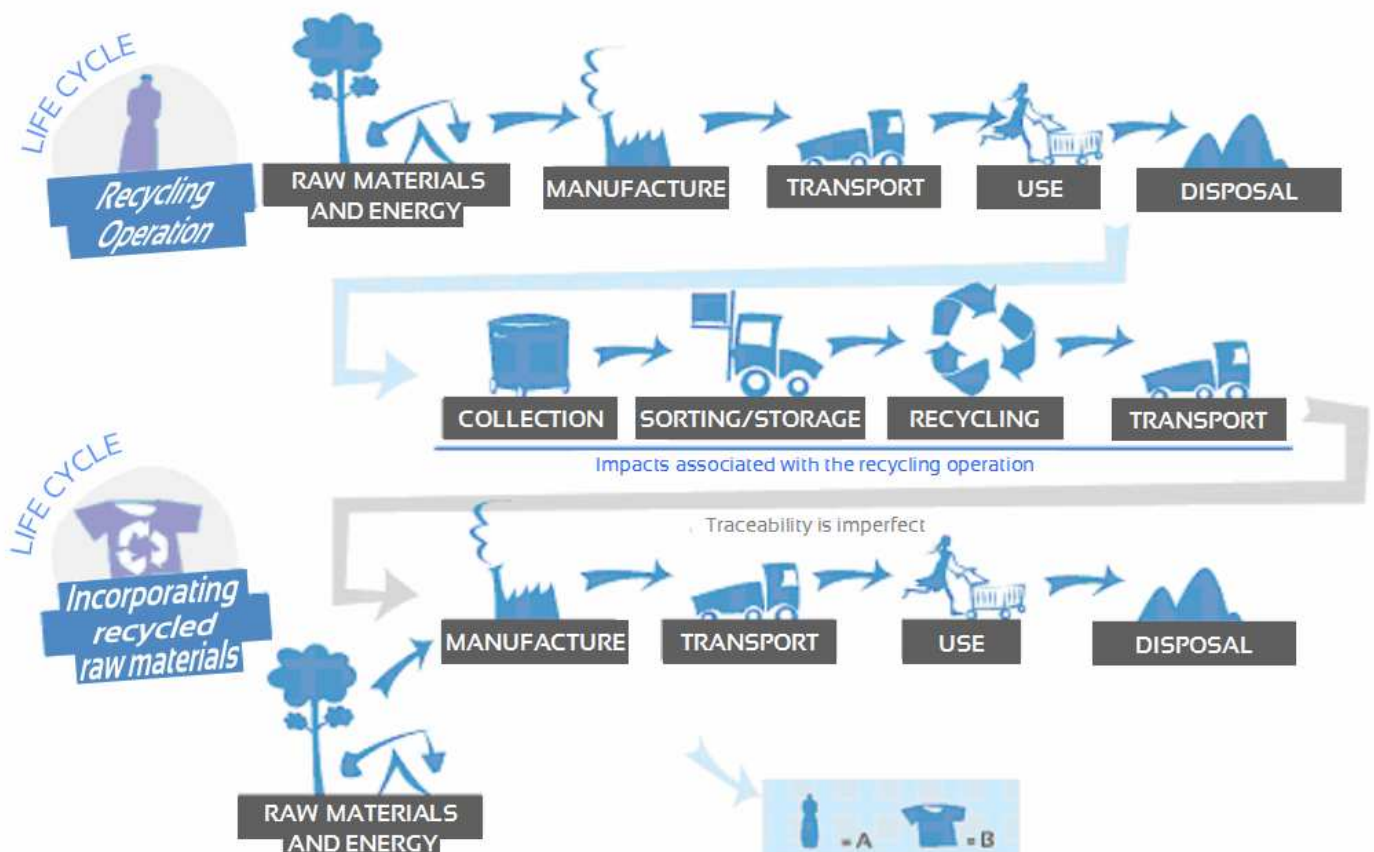 LIFE CYCLE
Recycling
Operation
RAW MATERIALS
AND ENERGY
MANUFACTURE
TRANSPORT
USE
DISPOSAL
COLLECTION
SORTING/STORAGE
RECYCLING
TRANSPORT
Impacts associated with the recycling operation
Traceability is imperfect
LIFE CYCLE
Incorporating
recycled
raw materials
MANUFACTURE
TRANSPORT
USE
DISPOSAL
RAW MATERIALS
AND ENERGY
= A
= B